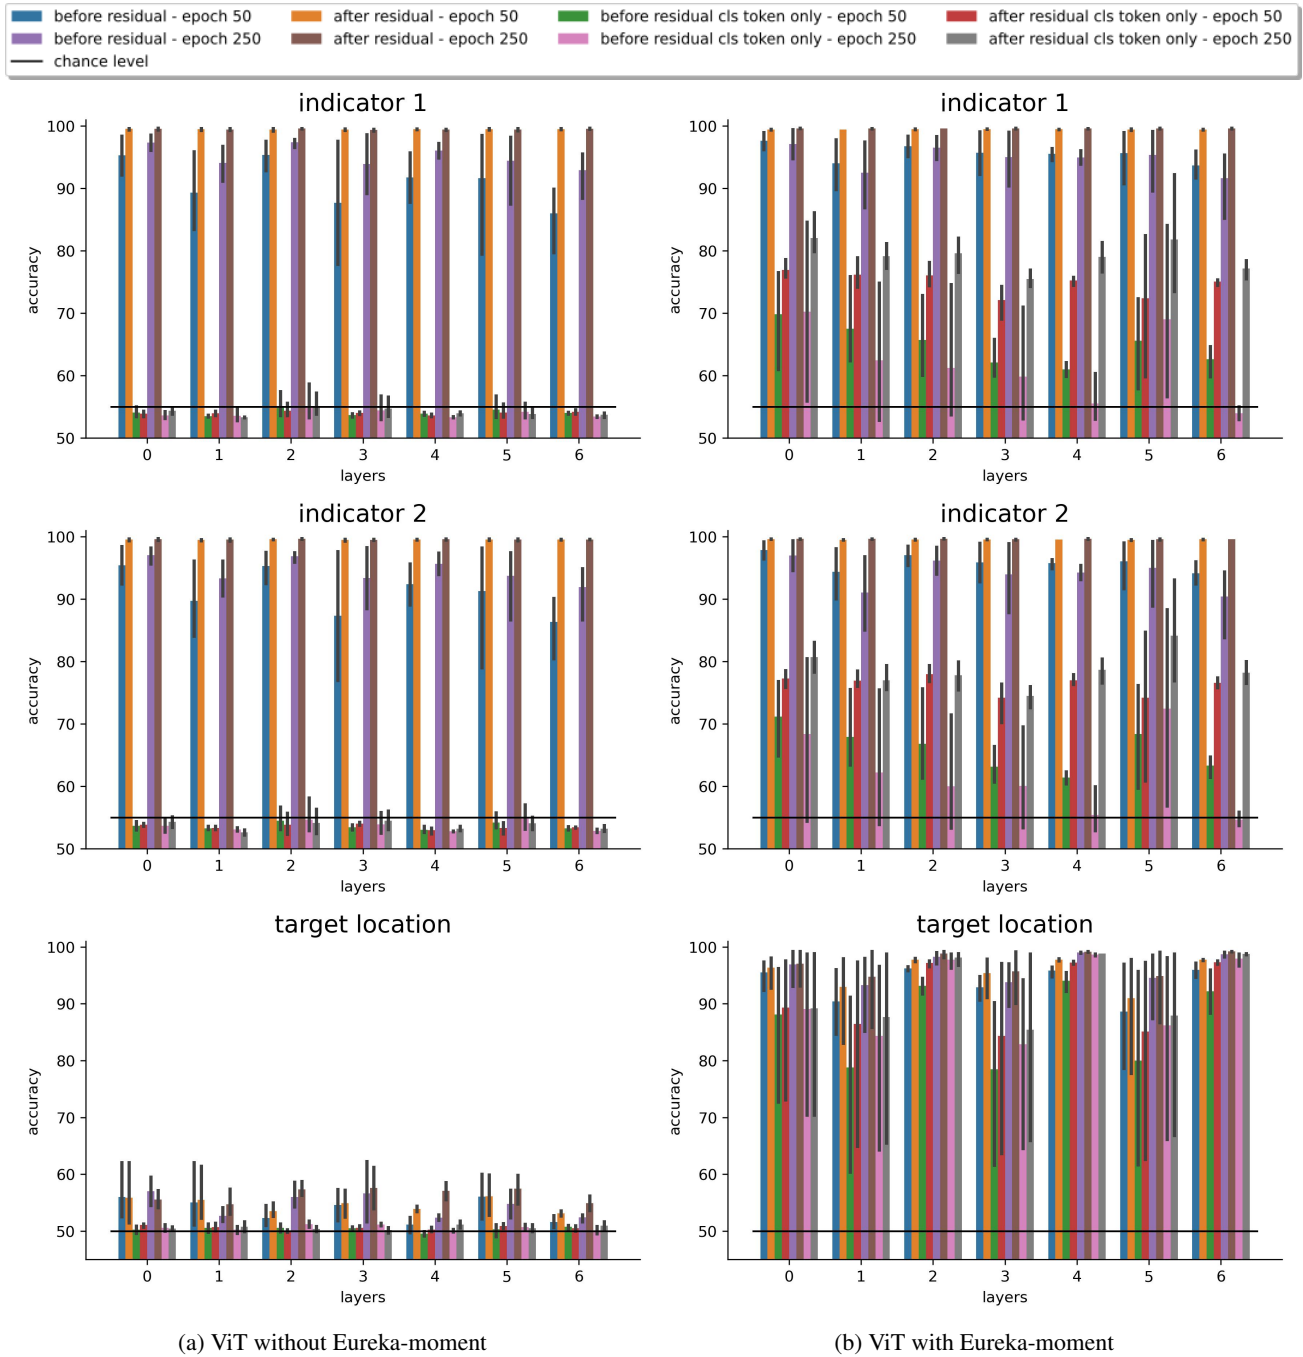 before residual - epoch 50
after residual - epoch 50
before residual cls token only - epoch 50
after residual cls token only - epoch 50
before residual - epoch 250
after residual - epoch 250
before residual cls token only - epoch 250
after residual cls token only - epoch 250
chance level
indicator 1
100
90
80
70
60
50
accuracy
0 1 2 3 4 5 6
layers
indicator 1
100
90
80
70
60
50
accuracy
0 1 2 3 4 5 6
layers
indicator 2
100
90
80
70
60
50
accuracy
0 1 2 3 4 5 6
layers
indicator 2
100
90
80
70
60
50
accuracy
0 1 2 3 4 5 6
layers
target location
100
90
80
70
60
50
accuracy
0 1 2 3 4 5 6
layers
target location
100
90
80
70
60
50
accuracy
0 1 2 3 4 5 6
layers
(a) ViT without Eureka-moment
(b) ViT with Eureka-moment